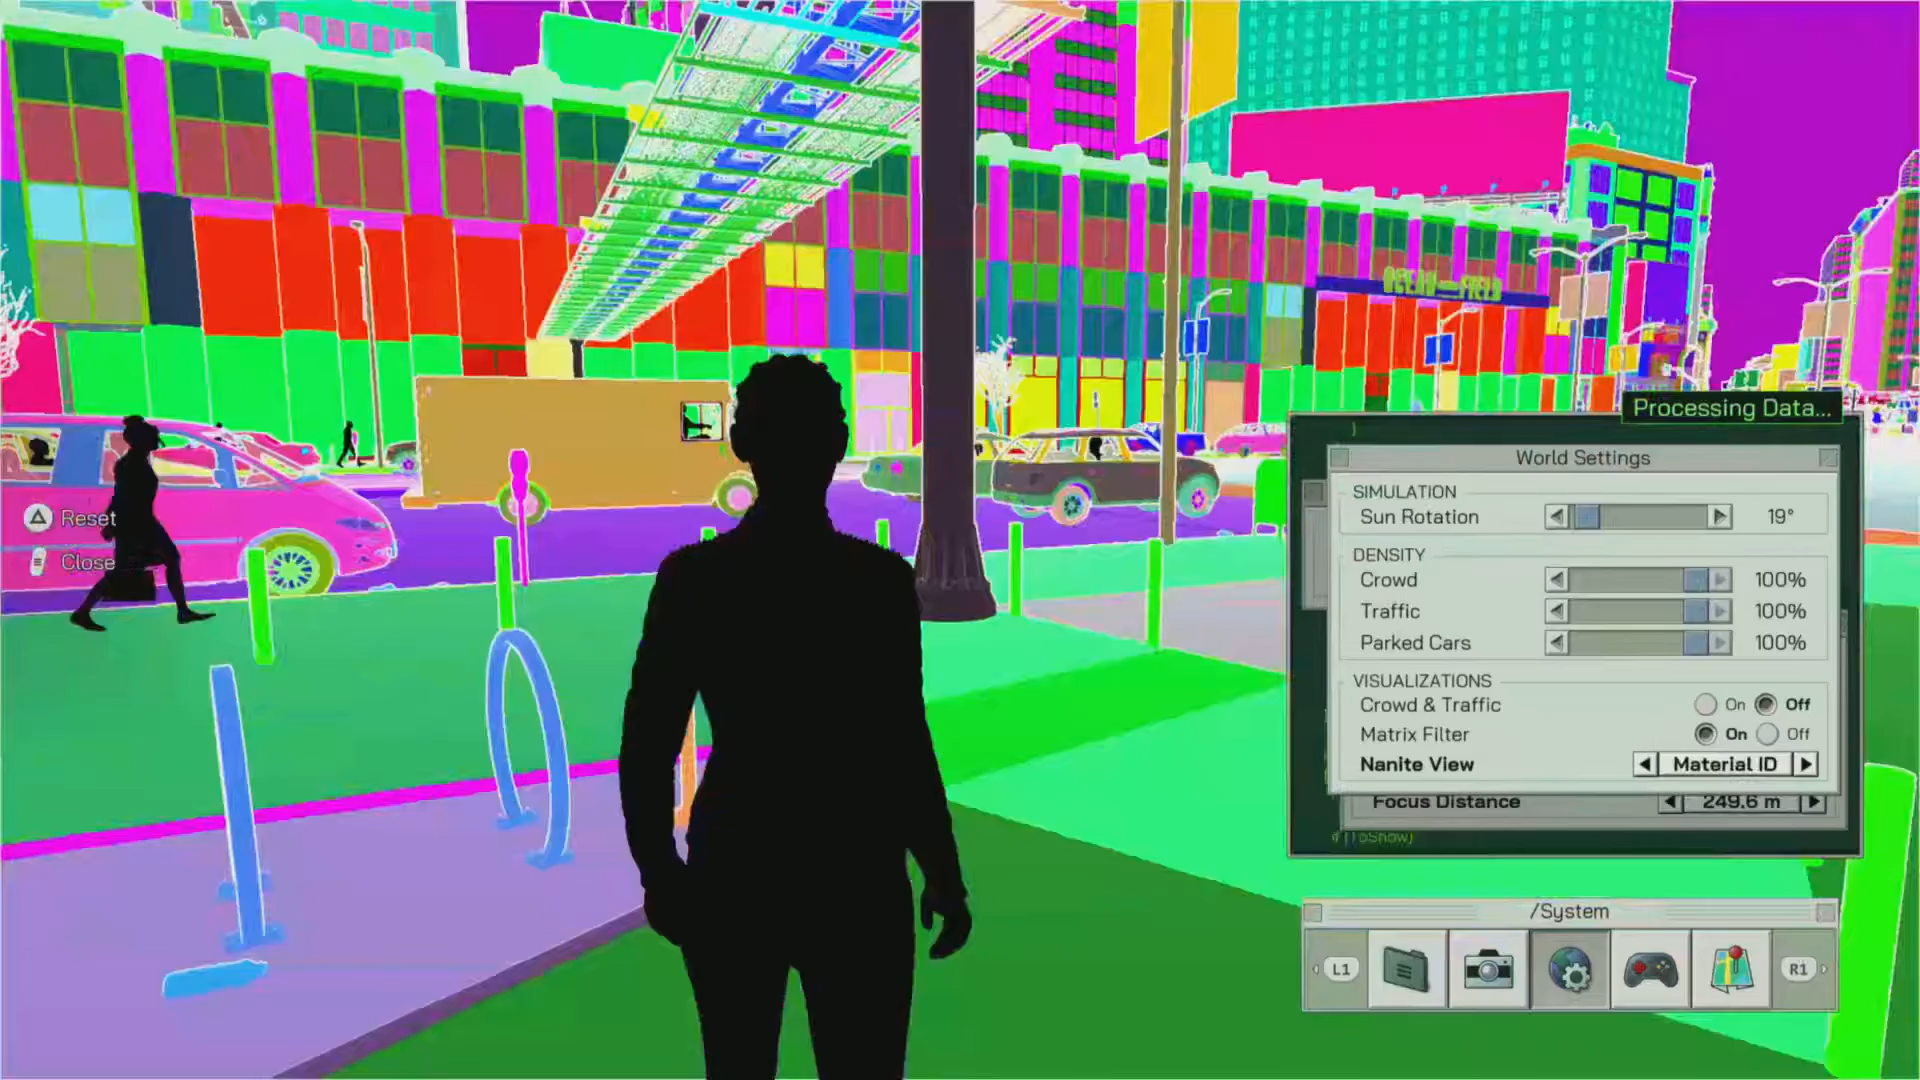 Processing Data...
World Settings
SIMULATION
Sun Rotation 19°
DENSITY
Crowd 100%
Traffic 100%
Parked Cars 100%
VISUALIZATIONS
Crowd & Traffic On Off
Matrix Filter On Off
Nanite View Material ID
Focus Distance 249.6 m
Reset
Close
/System
L1 R1